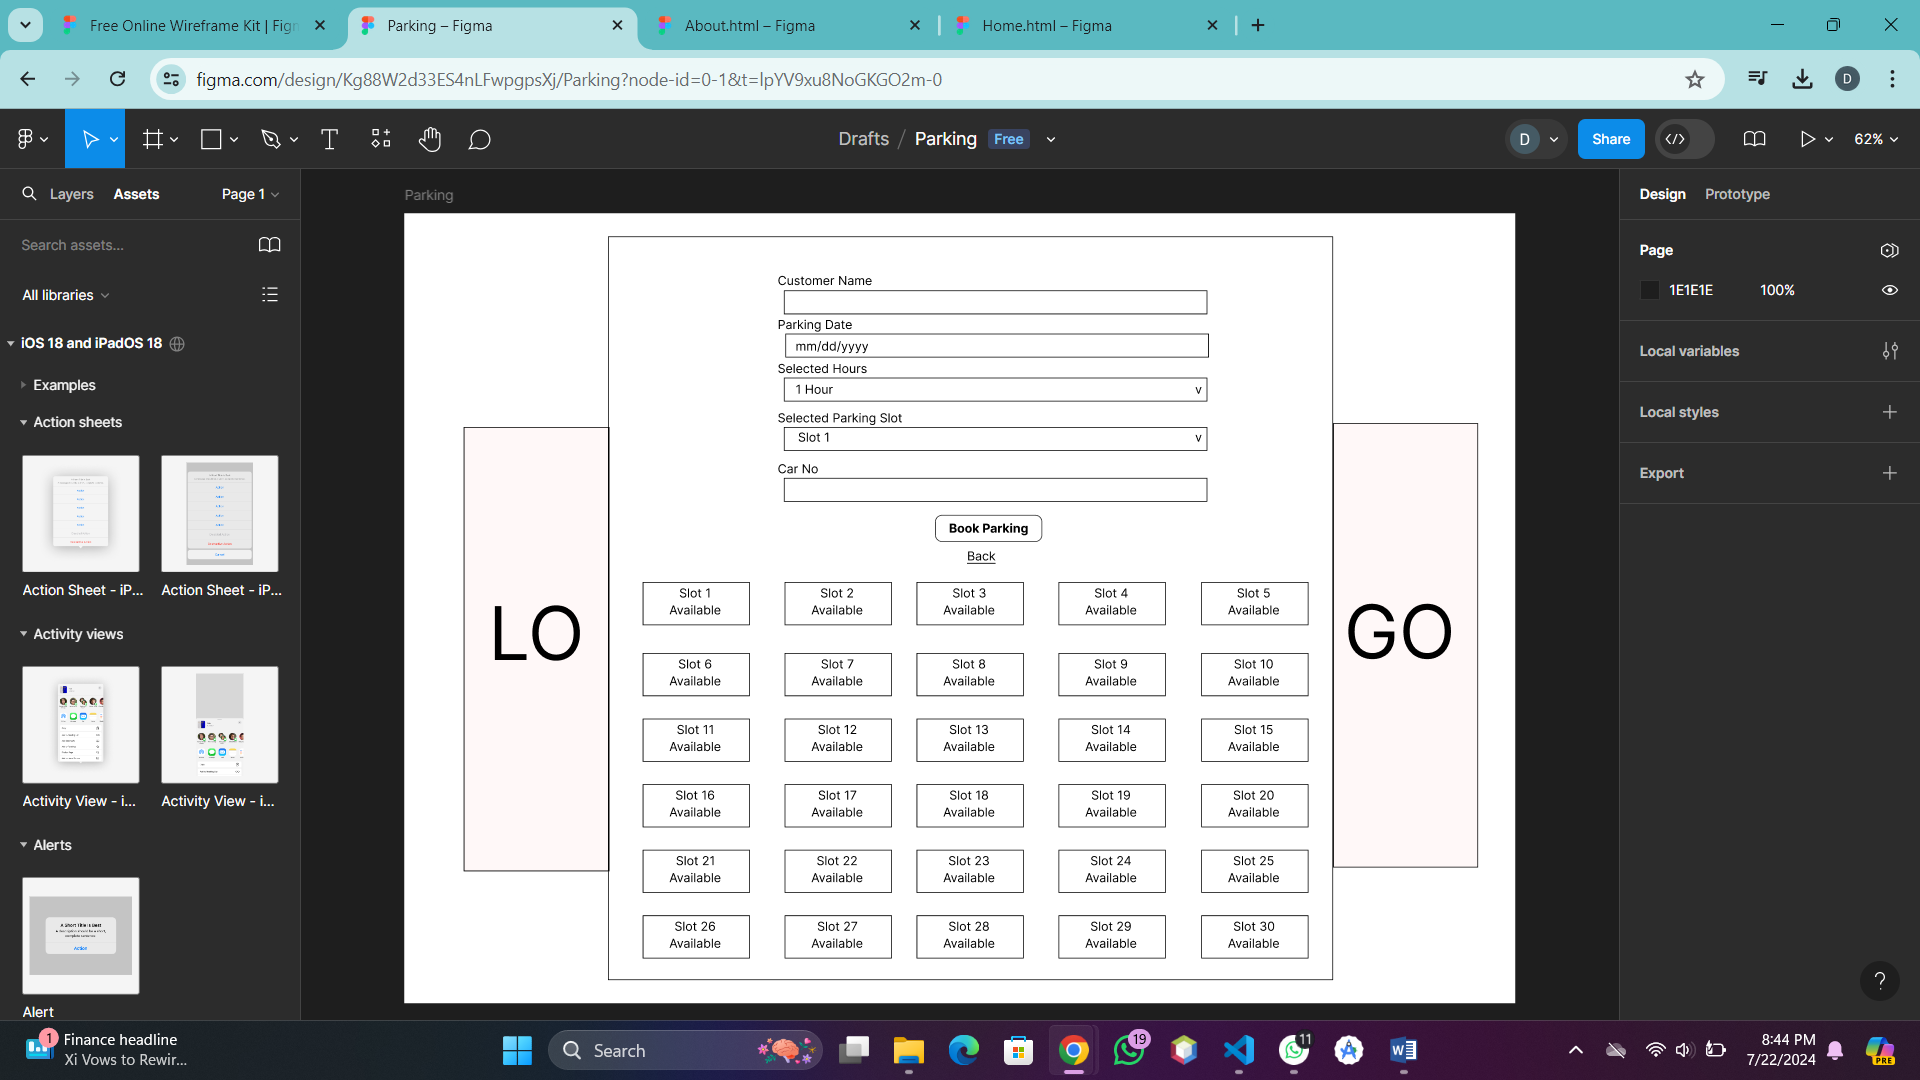 Free Online Wireframe Kit | Fign
Parking – Figma
About.html – Figma
Home.html – Figma
figma.com/design/Kg88W2d33ES4nLFwpgpsXj/Parking?node-id=0-1&t=lpYV9xu8NoGKGO2m-0
D
Drafts / Parking Free
D
Share
62%
Layers Assets Page 1
Search assets...
All libraries
iOS 18 and iPadOS 18
Examples
Action sheets
Action Sheet - iP...
Action Sheet - iP...
Activity views
Activity View - i...
Activity View - i...
Alerts
A Short Title Is Best
Action
Alert
Parking
Customer Name
Parking Date
mm/dd/yyyy
Selected Hours
1 Hour v
Selected Parking Slot
Slot 1 v
Car No
Book Parking
Back
LO
GO
Slot 1 Slot 2 Slot 3 Slot 4 Slot 5
Available Available Available Available Available
Slot 6 Slot 7 Slot 8 Slot 9 Slot 10
Available Available Available Available Available
Slot 11 Slot 12 Slot 13 Slot 14 Slot 15
Available Available Available Available Available
Slot 16 Slot 17 Slot 18 Slot 19 Slot 20
Available Available Available Available Available
Slot 21 Slot 22 Slot 23 Slot 24 Slot 25
Available Available Available Available Available
Slot 26 Slot 27 Slot 28 Slot 29 Slot 30
Available Available Available Available Available
Design Prototype
Page
1E1E1E 100%
Local variables
Local styles
Export
?
1
Finance headline
Xi Vows to Rewir...
Search
19
11
8:44 PM
7/22/2024
PRE